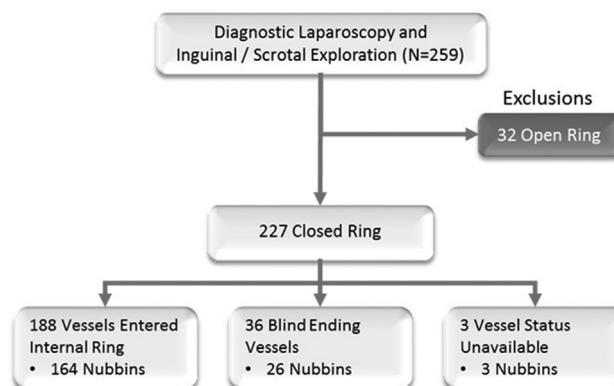 Diagnostic Laparoscopy and
Inguinal / Scrotal Exploration (N=259)
Exclusions
32 Open Ring
227 Closed Ring
188 Vessels Entered
Internal Ring
• 164 Nubbins
36 Blind Ending
Vessels
• 26 Nubbins
3 Vessel Status
Unavailable
• 3 Nubbins